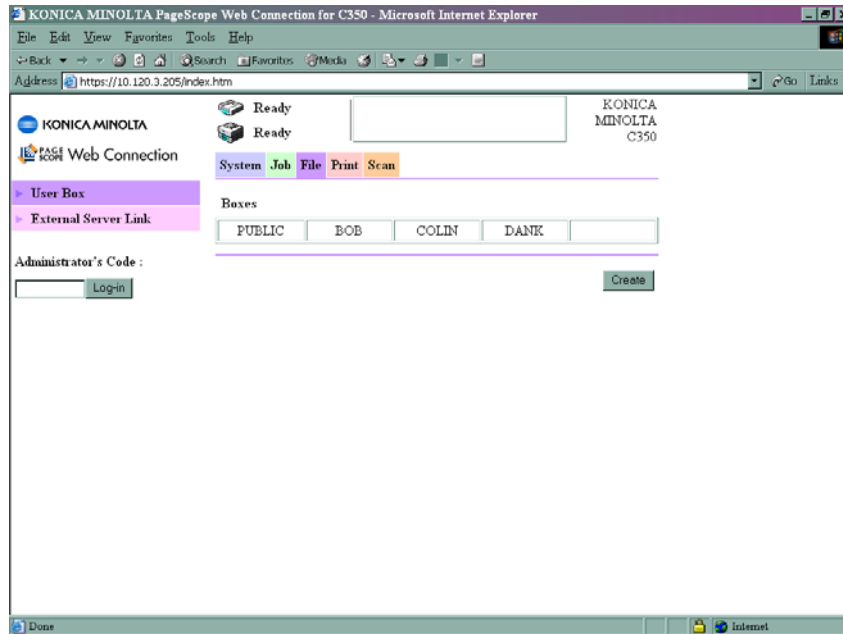 KONICA MINOLTA PageScope Web Connection for C350 - Microsoft Internet Explorer
File Edit View Favorites Tools Help
Back Search Favorites Media
Address https://10.120.3.205/index.htm Go Links
KONICA MINOLTA
PAGE SCOPE Web Connection
Ready
Ready
KONICA
MINOLTA
C350
System Job File Print Scan
User Box
External Server Link
Administrator's Code :
Log-in
Boxes
PUBLIC BOB COLIN DANK
Create
Done Internet